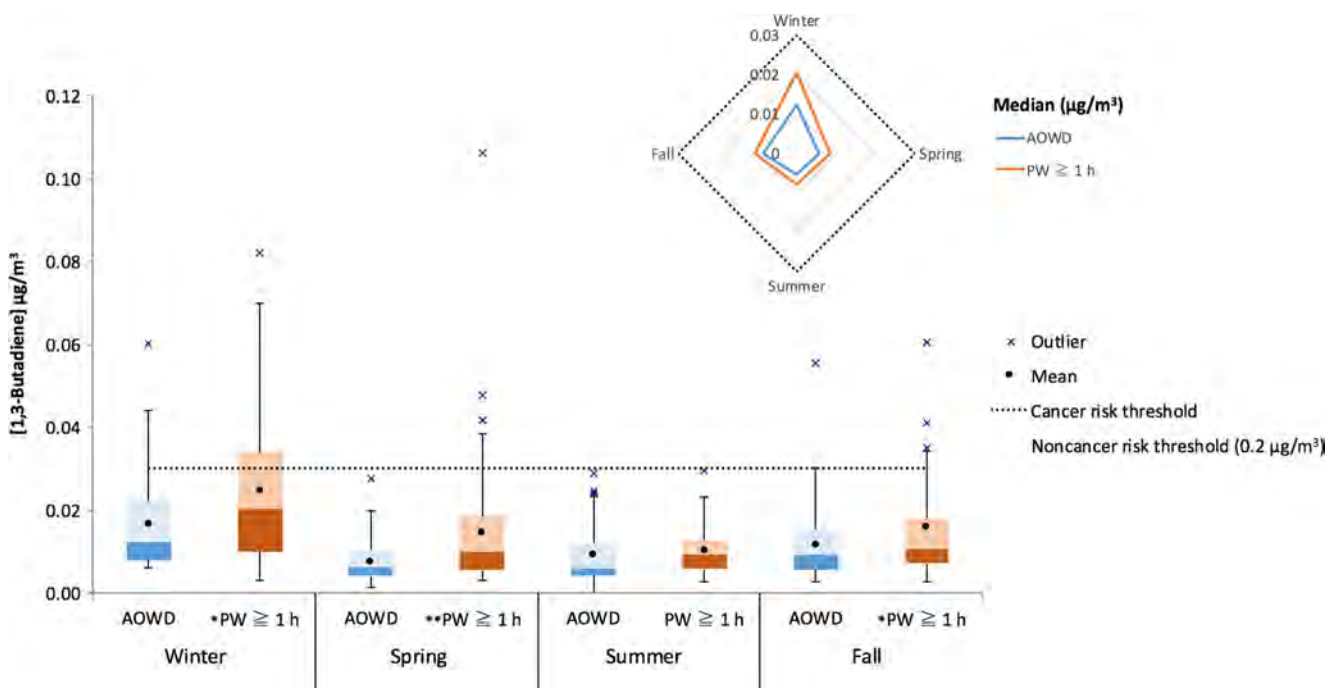 Winter
0.03
0.02
0.01
0
Fall
Spring
Summer
Median (µg/m³)
AOWD
PW ≧ 1 h
[1,3-Butadiene] µg/m³
0.12
0.10
0.08
0.06
0.04
0.02
0.00
Outlier
Mean
Cancer risk threshold
Noncancer risk threshold (0.2 µg/m³)
AOWD *PW ≧ 1 h AOWD **PW ≧ 1 h AOWD PW ≧ 1 h AOWD *PW ≧ 1 h
Winter Spring Summer Fall